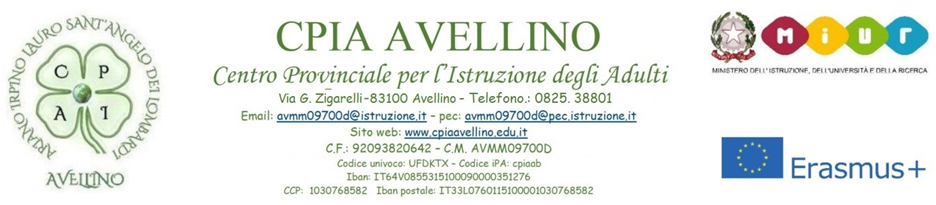 ARIANO IRPINO LAURO SANT'ANGELO DEI LOMBARDI
C P
A I
AVELLINO
CPIA AVELLINO
Centro Provinciale per l'Istruzione degli Adulti
Via G. Zigarelli-83100 Avellino - Telefono.: 0825. 38801
Email: avmm09700d@istruzione.it – pec: avmm09700d@pec.istruzione.it
Sito web: www.cpiaavellino.edu.it
C.F.: 92093820642 – C.M. AVMM09700D
Codice univoco: UFDKTX – Codice iPA: cpiaab
Iban: IT64V0855315100090000351276
CCP: 1030768582 Iban postale: IT33L0760115100001030768582
MIUR
MINISTERO DELL'ISTRUZIONE, DELL'UNIVERSITÀ E DELLA RICERCA
Erasmus+